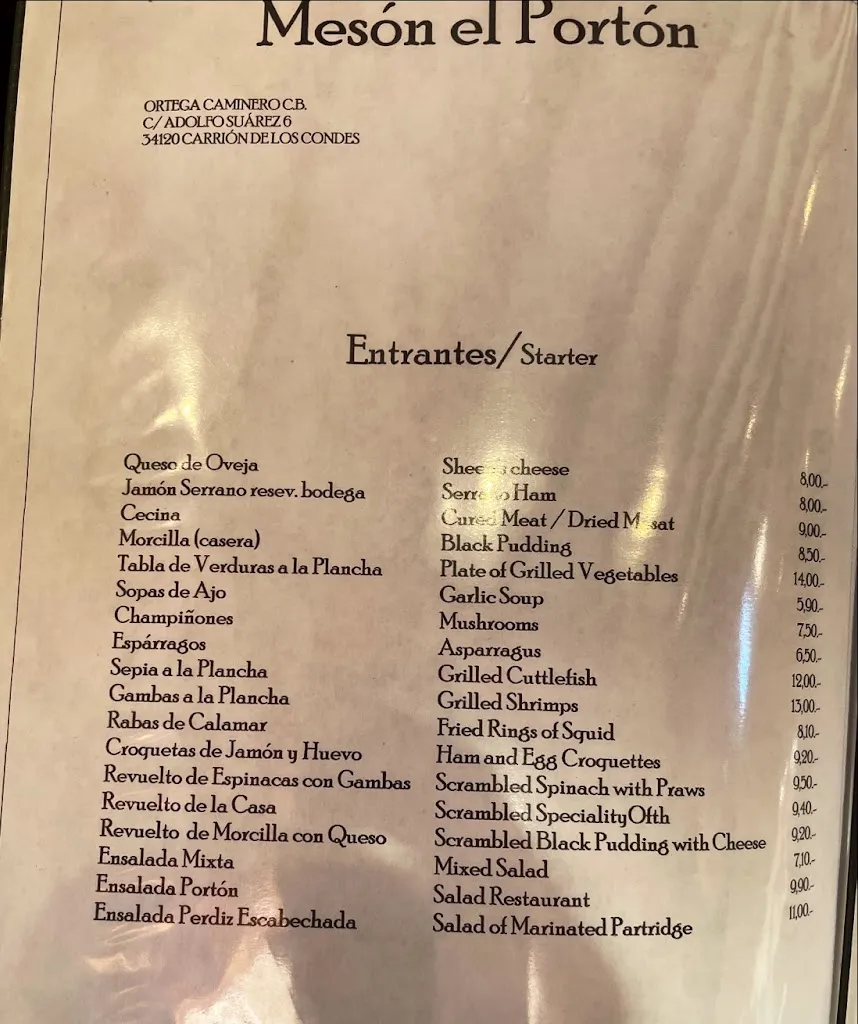 Mesón el Portón
ORTEGA CAMINERO C.B.
C/ ADOLFO SUÁREZ 6
34120 CARRIÓN DE LOS CONDES
Entrantes/Starter
Queso de Oveja cheese 8,00.-
Jamón Serrano resev. bodega Serrano Ham 8,00.-
Cecina Cured Meat / Dried 9,00.-
Morcilla (casera) Black Pudding 8,50.-
Tabla de Verduras a la Plancha Plate of Grilled Vegetables 14,00.-
Sopas de Ajo Garlic Soup 5,90.-
Champiñones Mushrooms 7,50.-
Espárragos Asparragus 6,50.-
Sepia a la Plancha Grilled Cuttlefish 12,00.-
Gambas a la Plancha Grilled Shrimps 13,00.-
Rabas de Calamar Fried Rings of Squid 8,10.-
Croquetas de Jamón y Huevo Ham and Egg Croquettes 9,20.-
Revuelto de Espinacas con Gambas Scrambled Spinach with Praws 9,50.-
Revuelto de la Casa Scrambled Speciality Ofth 9,40.-
Revuelto de Morcilla con Queso Scrambled Black Pudding with Cheese 9,20.-
Ensalada Mixta Mixed Salad 7,10.-
Ensalada Portón Salad Restaurant 9,90.-
Ensalada Perdiz Escabechada Salad of Marinated Partridge 11,00.-